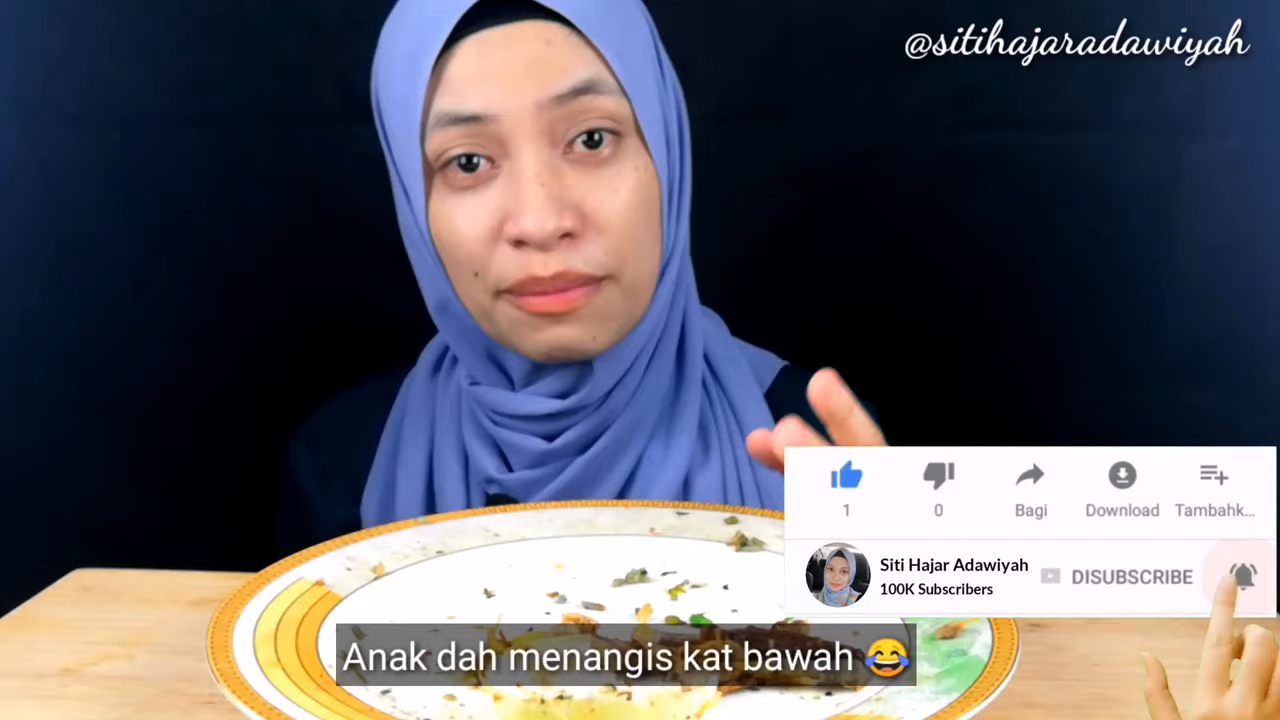 @sitihajaradawiyah
1
0
Bagi
Download
Tambahk...
Siti Hajar Adawiyah
100K Subscribers
DISUBSCRIBE
Anak dah menangis kat bawah 😂